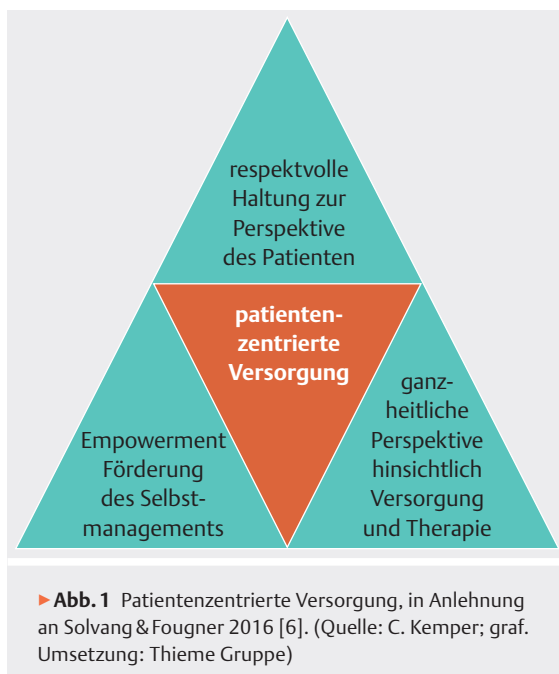 respektvolle
Haltung zur
Perspektive
des Patienten
patienten-
zentrierte
Versorgung
Empowerment
Förderung
des Selbst-
managements
ganz-
heitliche
Perspektive
hinsichtlich
Versorgung
und Therapie
►Abb. 1 Patientenzentrierte Versorgung, in Anlehnung
an Solvang & Fougner 2016 [6]. (Quelle: C. Kemper; graf.
Umsetzung: Thieme Gruppe)